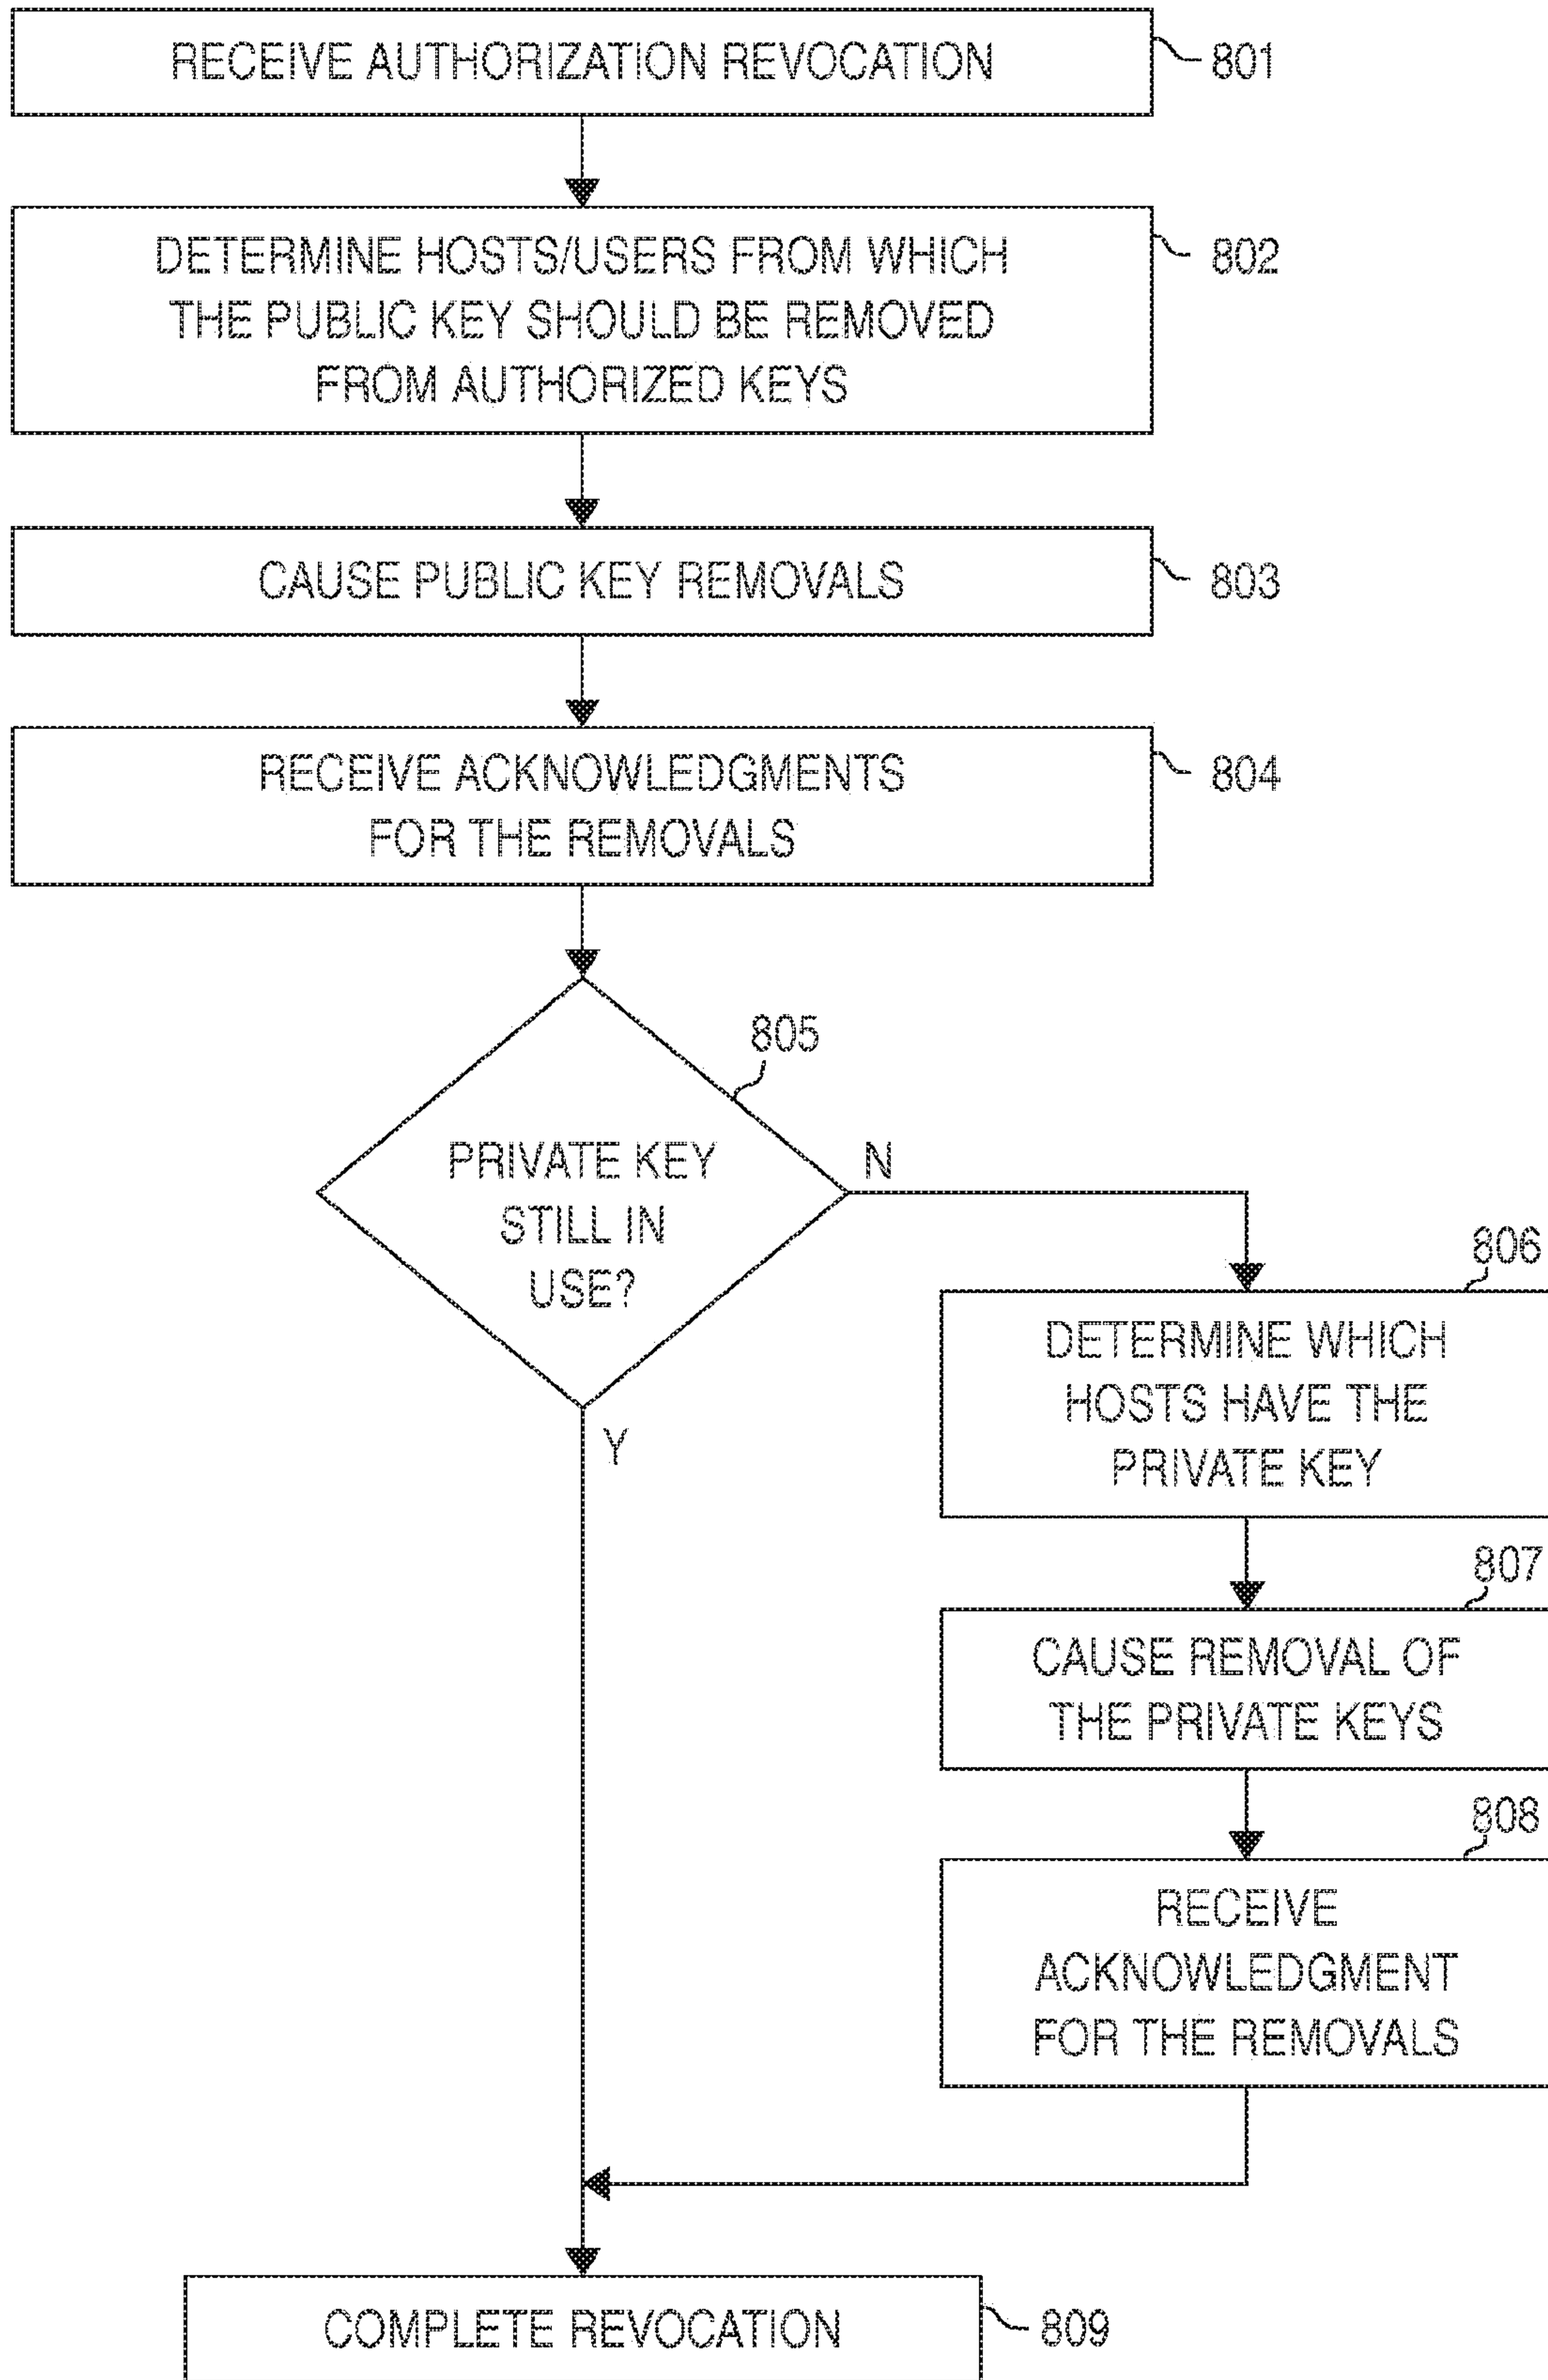 RECEIVE AUTHORIZATION REVOCATION
801
DETERMINE HOSTS/USERS FROM WHICH
THE PUBLIC KEY SHOULD BE REMOVED
FROM AUTHORIZED KEYS
802
CAUSE PUBLIC KEY REMOVALS
803
RECEIVE ACKNOWLEDGMENTS
FOR THE REMOVALS
804
805
PRIVATE KEY
STILL IN
USE?
N
Y
806
DETERMINE WHICH
HOSTS HAVE THE
PRIVATE KEY
807
CAUSE REMOVAL OF
THE PRIVATE KEYS
808
RECEIVE
ACKNOWLEDGMENT
FOR THE REMOVALS
COMPLETE REVOCATION
809